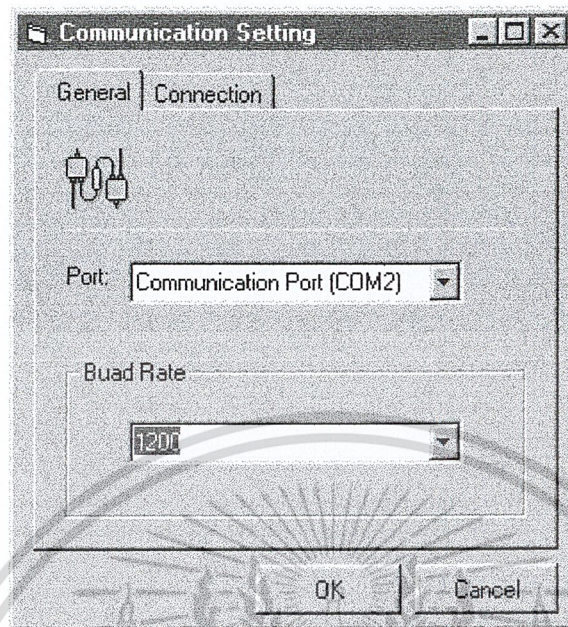 Communication Setting
General Connection
Port: Communication Port (COM2)
Buad Rate
1200
OK Cancel